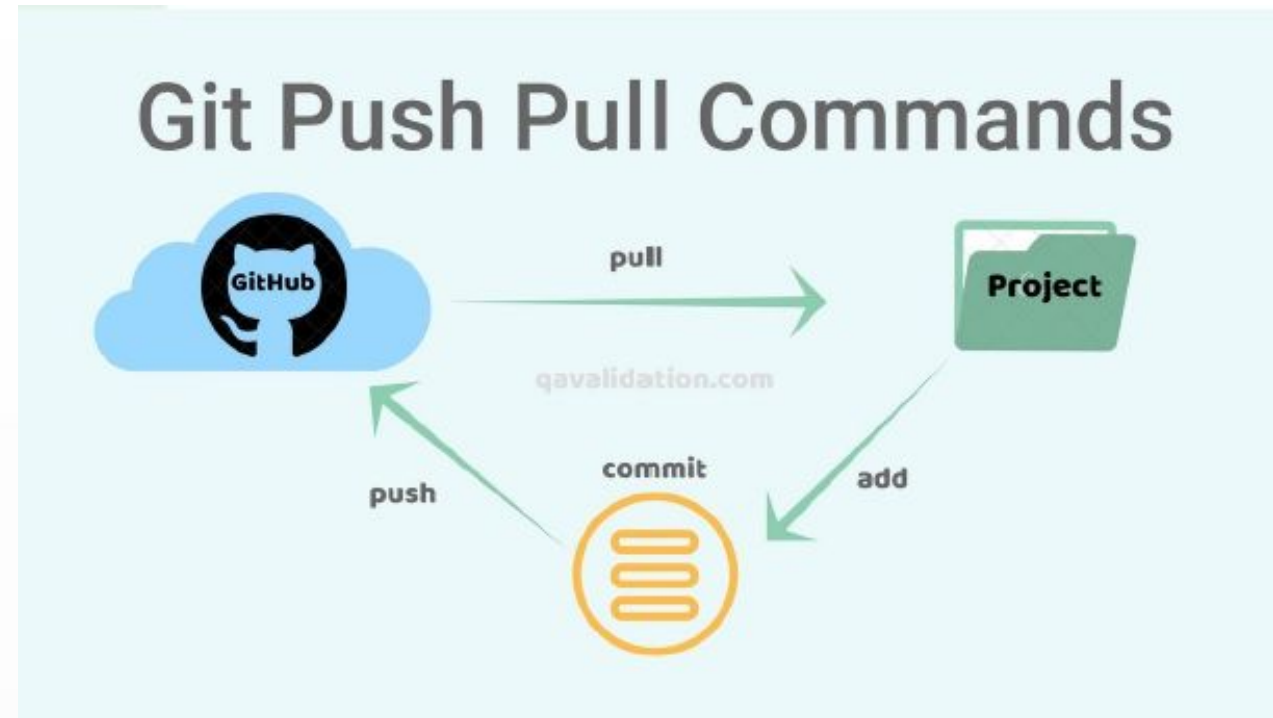 Git Push Pull Commands
GitHub
pull
Project
qavalidation.com
commit
add
push